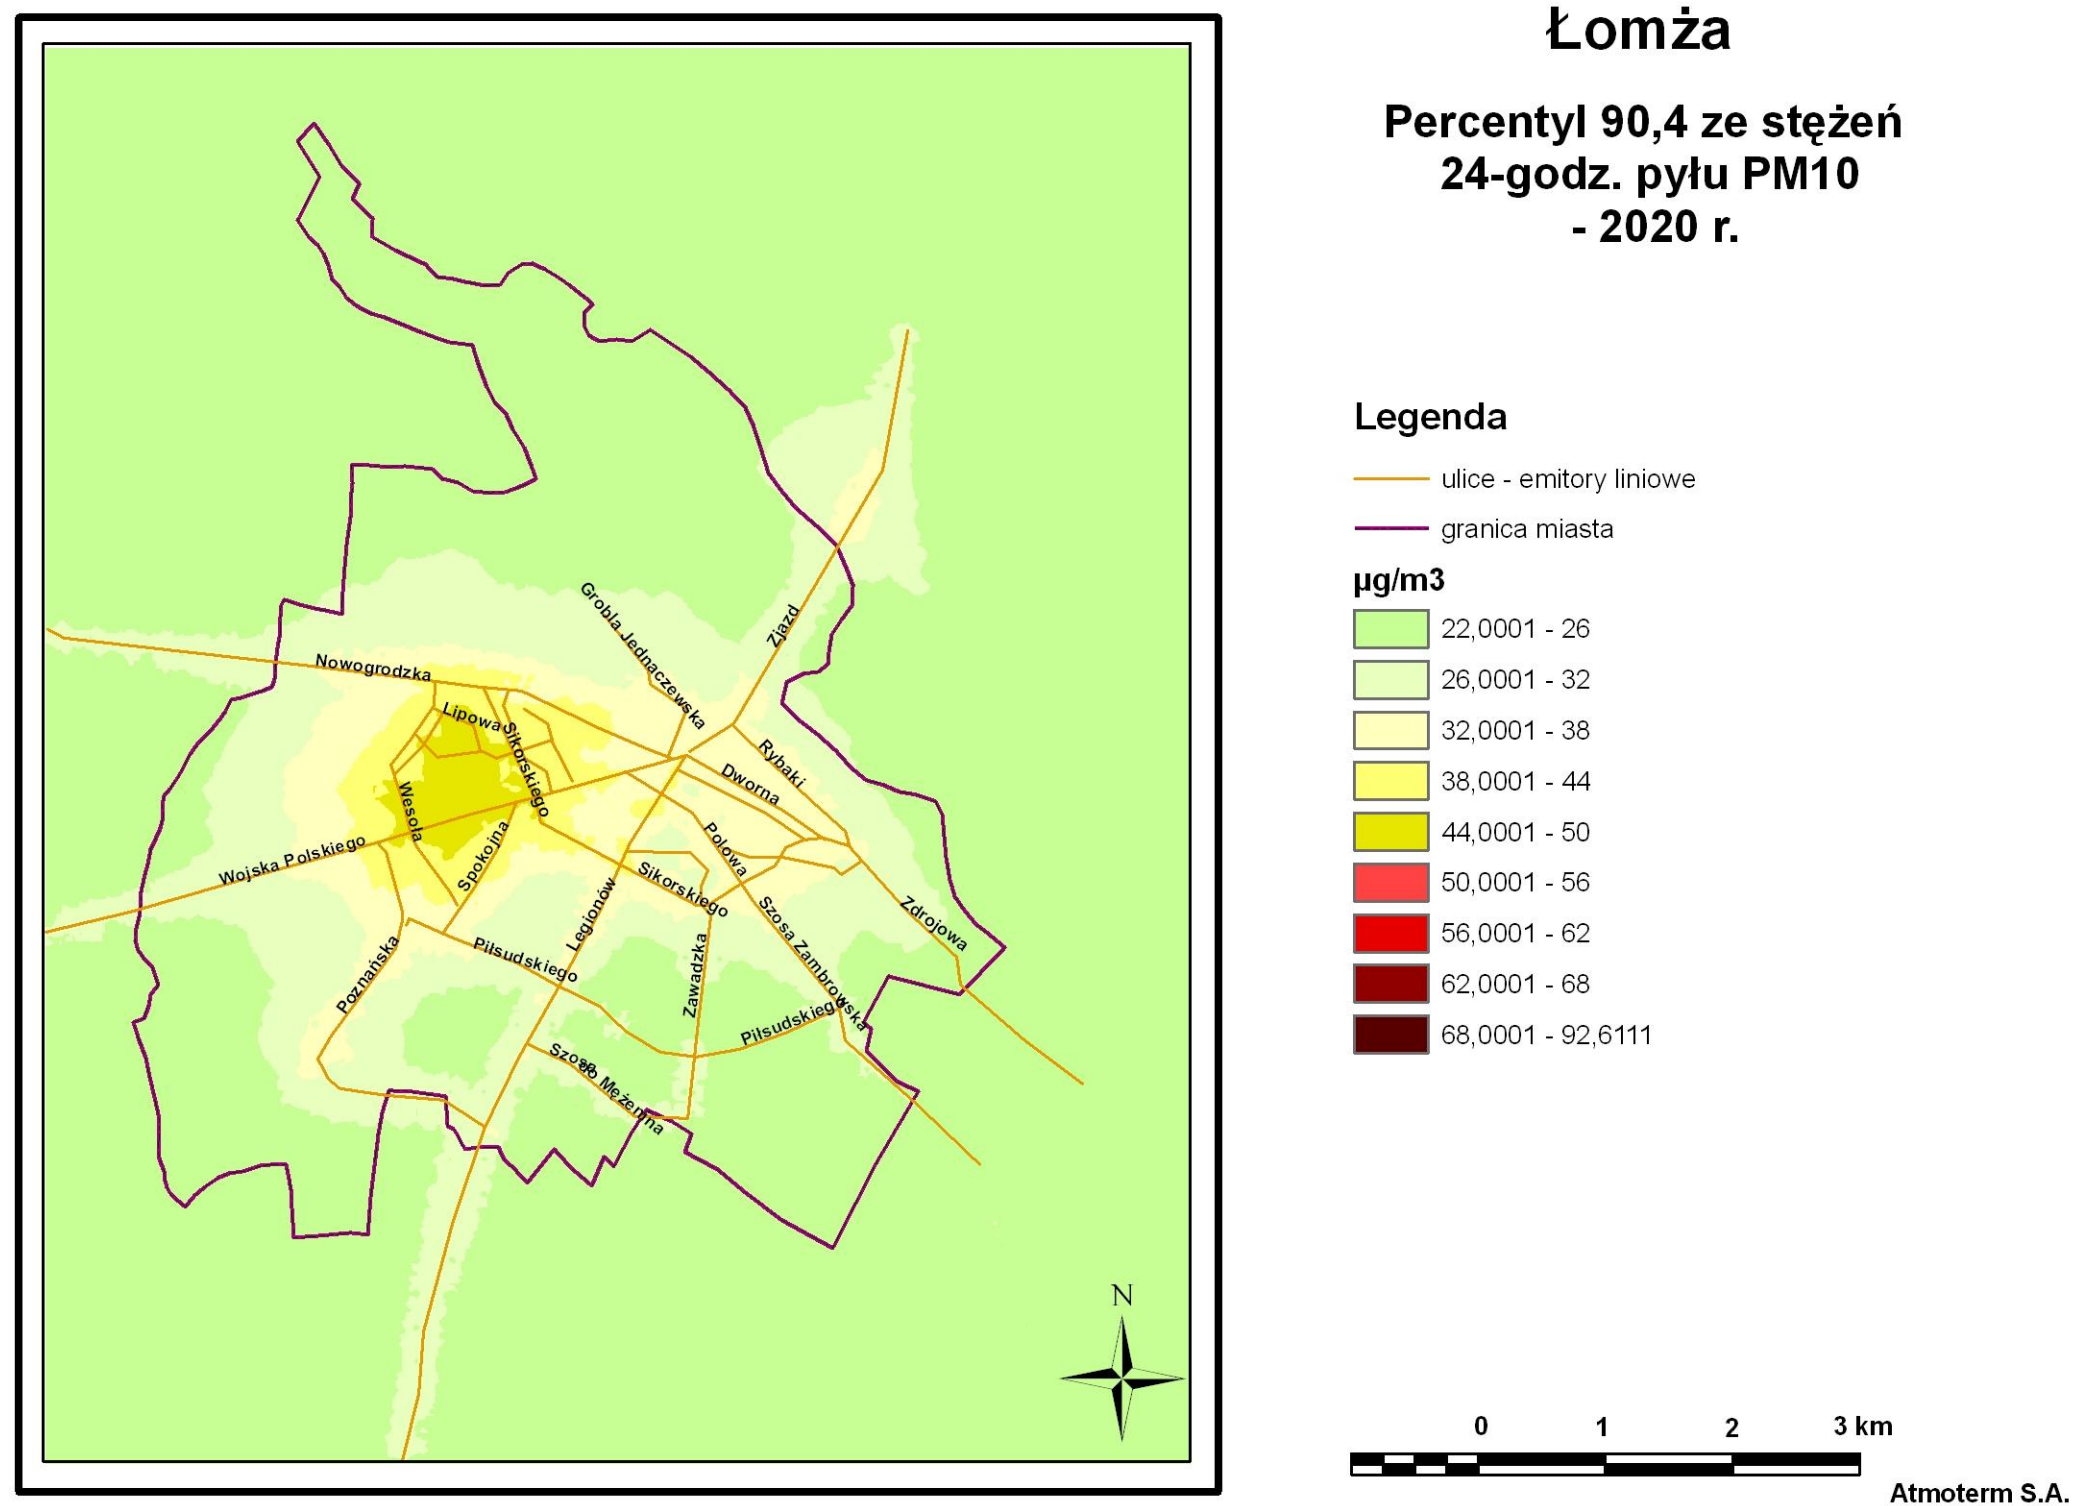 Łomża
Percentyl 90,4 ze stężeń
24-godz. pyłu PM10
- 2020 r.
Legenda
ulice - emitory liniowe
granica miasta
µg/m3
22,0001 - 26
26,0001 - 32
32,0001 - 38
38,0001 - 44
44,0001 - 50
50,0001 - 56
56,0001 - 62
62,0001 - 68
68,0001 - 92,6111
Grobla Jednaczewska
Zjazd
Nowogrodzka
Lipowa
Sikorskiego
Rybaki
Dworna
Wesoła
Wojska Polskiego
Spokojna
Polowa
Sikorskiego
Legionów
Szosa Zambrowska
Zdrojowa
Poznańska
Piłsudskiego
Zawadzka
Piłsudskiego
Szosa do Mężenina
N
0 1 2 3 km
Atmoterm S.A.